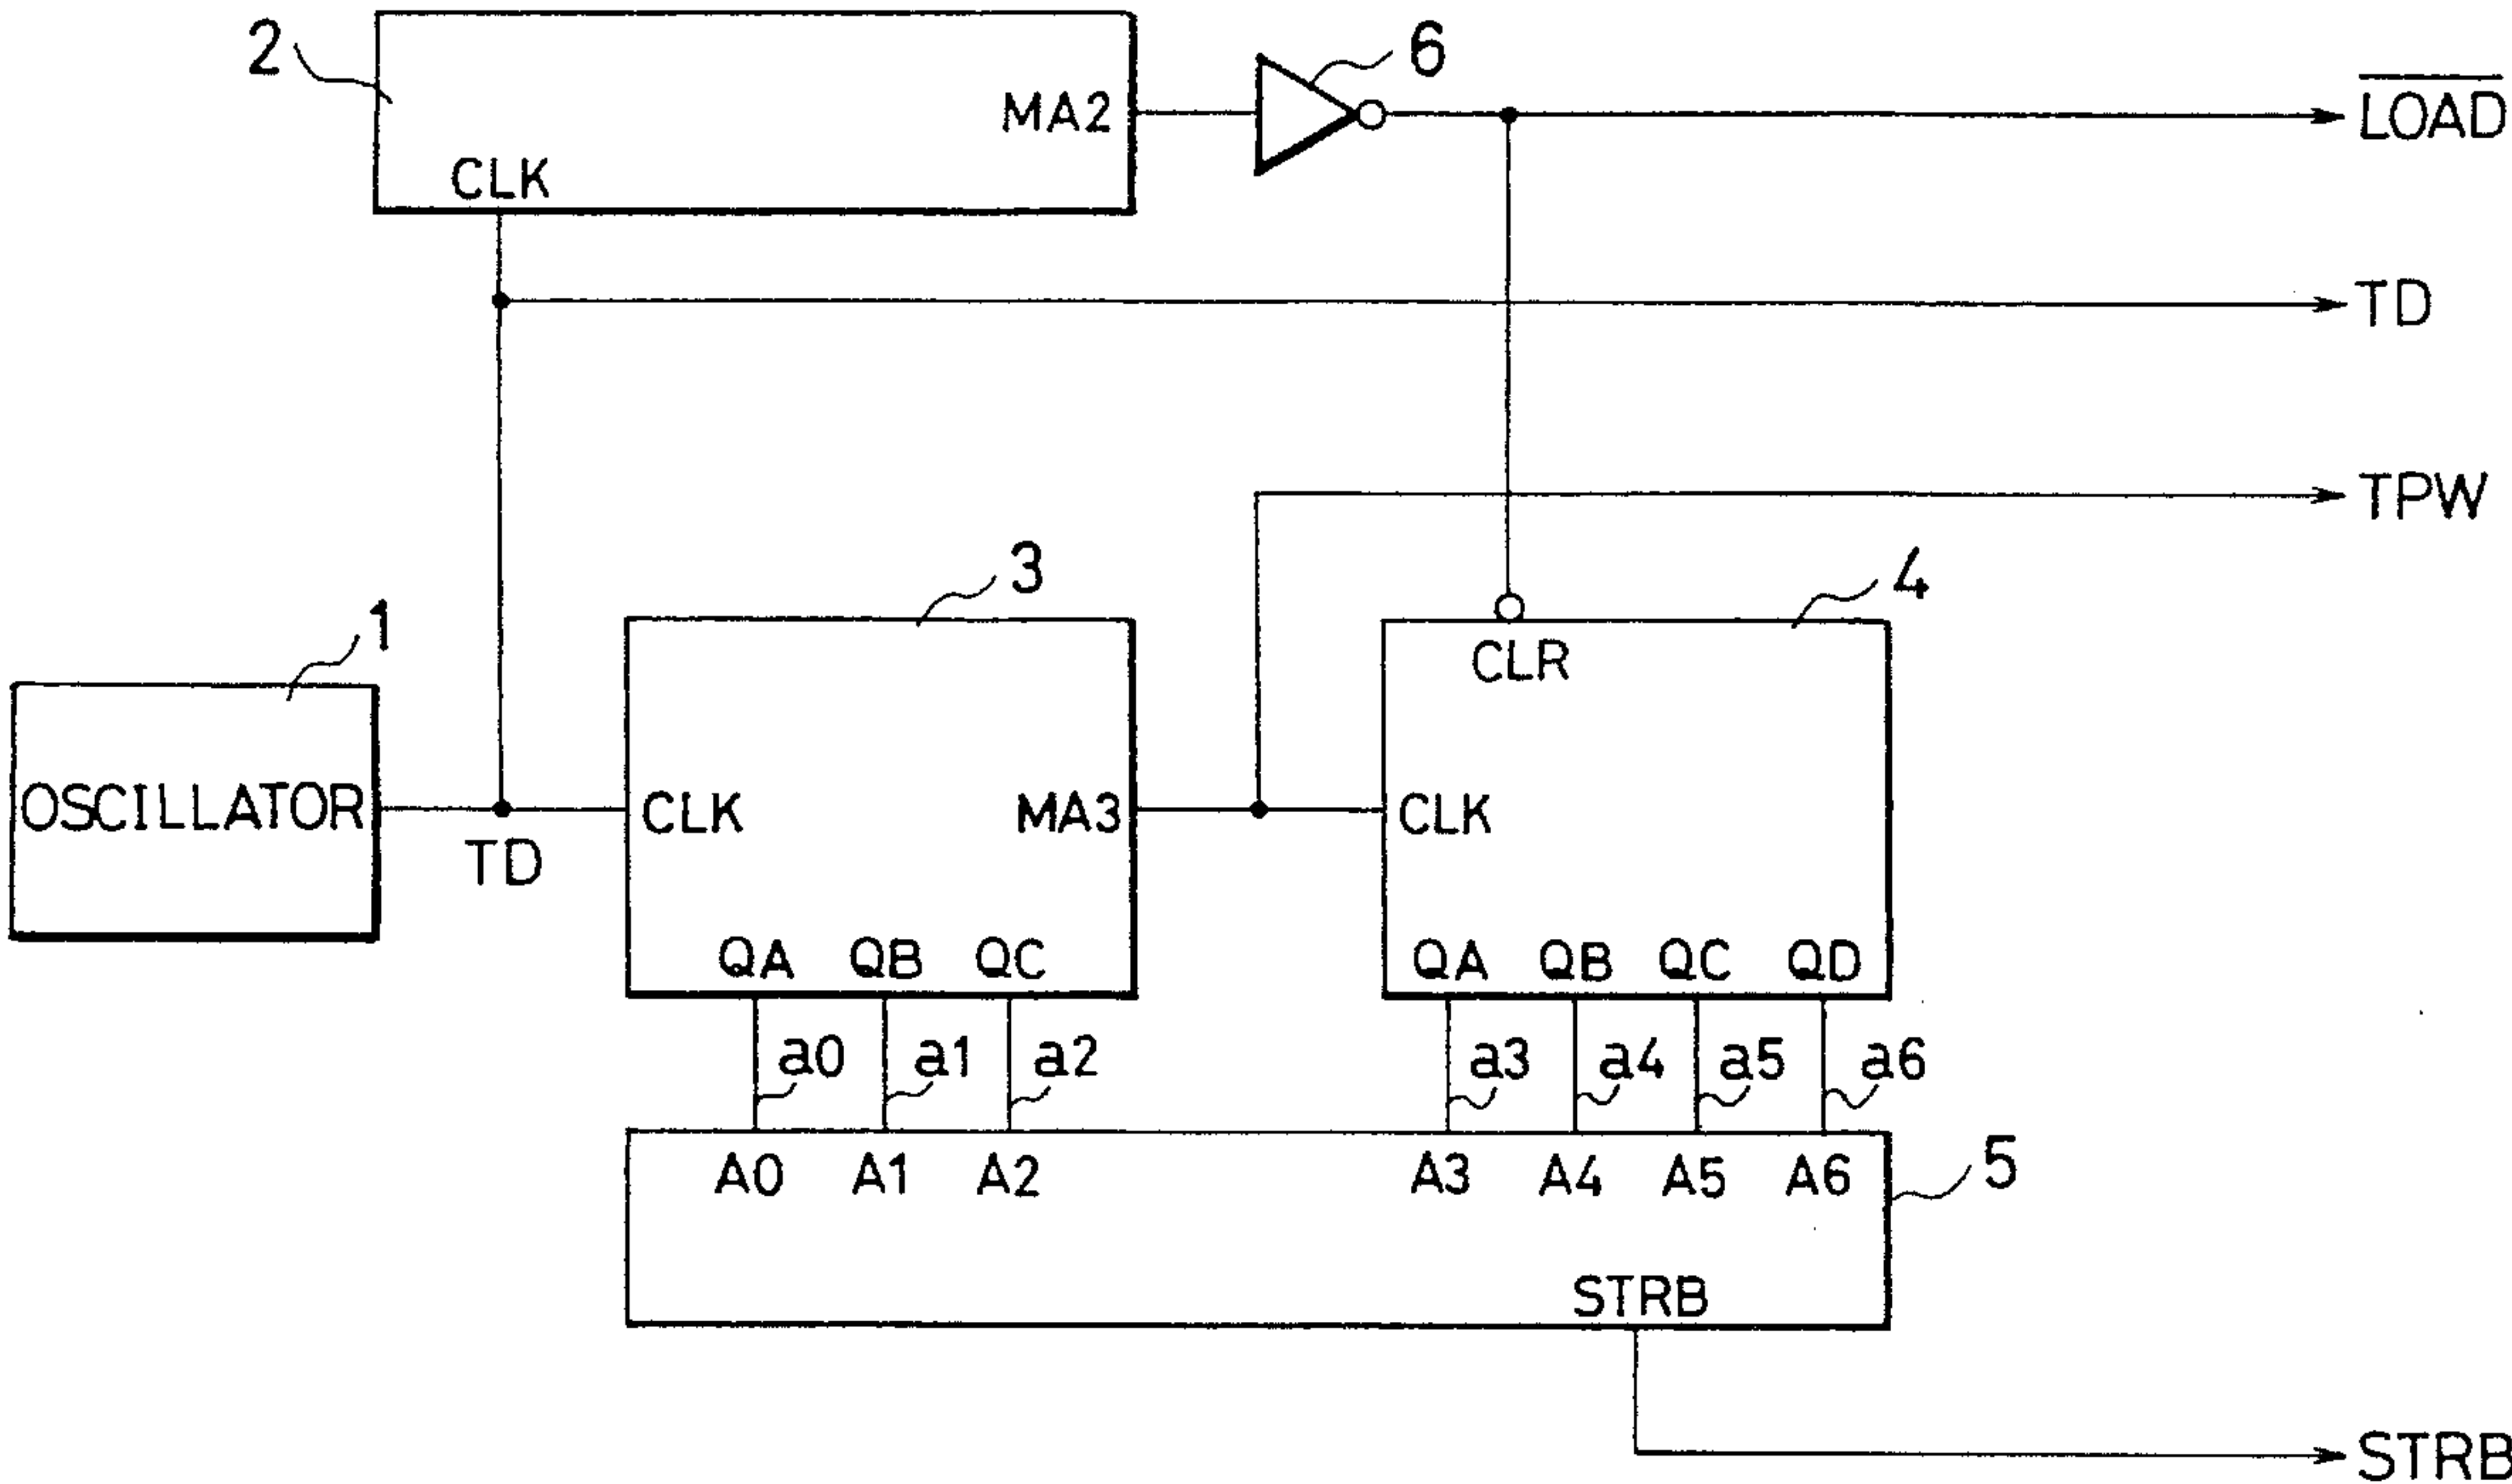 2
6
MA2
LOAD
CLK
TD
TPW
3
4
1
CLR
OSCILLATOR
CLK
MA3
CLK
TD
QA QB QC
QA QB QC QD
a0 a1 a2
a3 a4 a5 a6
A0 A1 A2
A3 A4 A5 A6
5
STRB
STRB